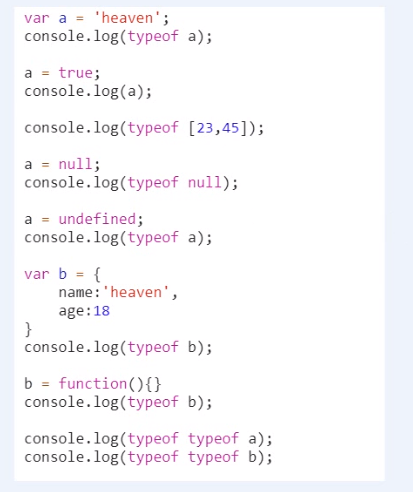 var a = 'heaven';
console.log(typeof a);
a = true;
console.log(a);
console.log(typeof [23,45]);
a = null;
console.log(typeof null);
a = undefined;
console.log(typeof a);
var b = {
    name:'heaven',
    age:18
}
console.log(typeof b);
b = function(){}
console.log(typeof b);
console.log(typeof typeof a);
console.log(typeof typeof b);